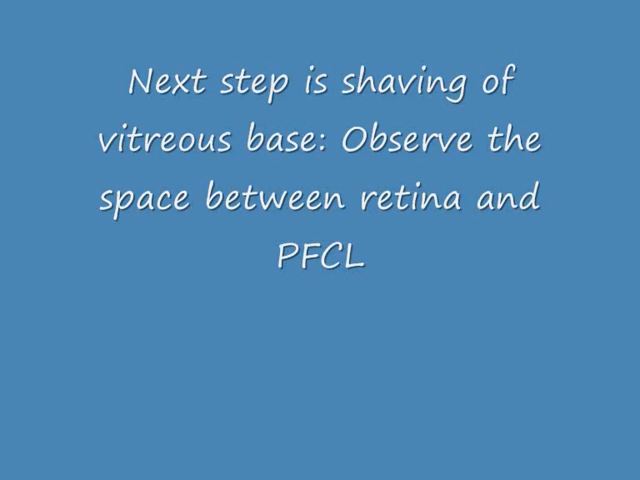 Next step is shaving of
vitreous base: Observe the
space between retina and
PFCL